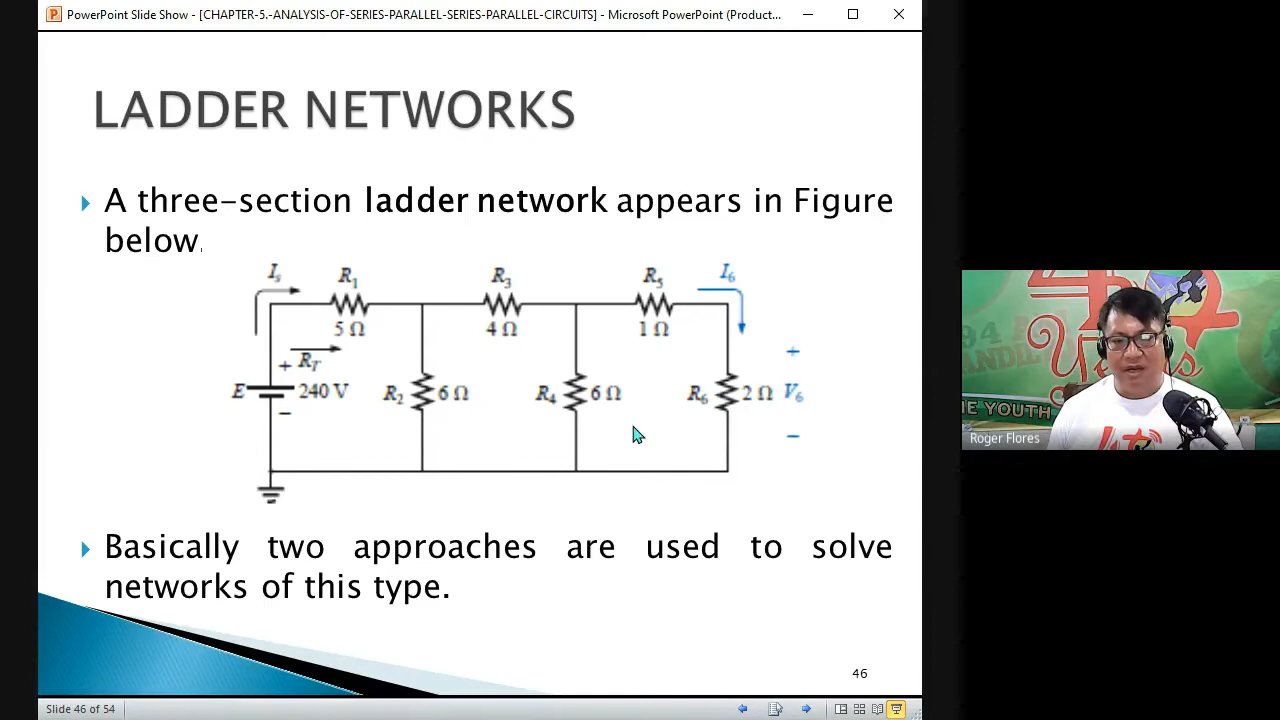 PowerPoint Slide Show - [CHAPTER-5.-ANALYSIS-OF-SERIES-PARALLEL-SERIES-PARALLEL-CIRCUITS] - Microsoft PowerPoint (Product...
LADDER NETWORKS
A three-section ladder network appears in Figure
below.
Is R1 R3 R5 I6
5 Ω 4 Ω 1 Ω
+ RT +
E 240 V R2 6 Ω R4 6 Ω R6 2 Ω V6
− −
Basically two approaches are used to solve
networks of this type.
46
Slide 46 of 54
94
THE YOUTH
Roger Flores